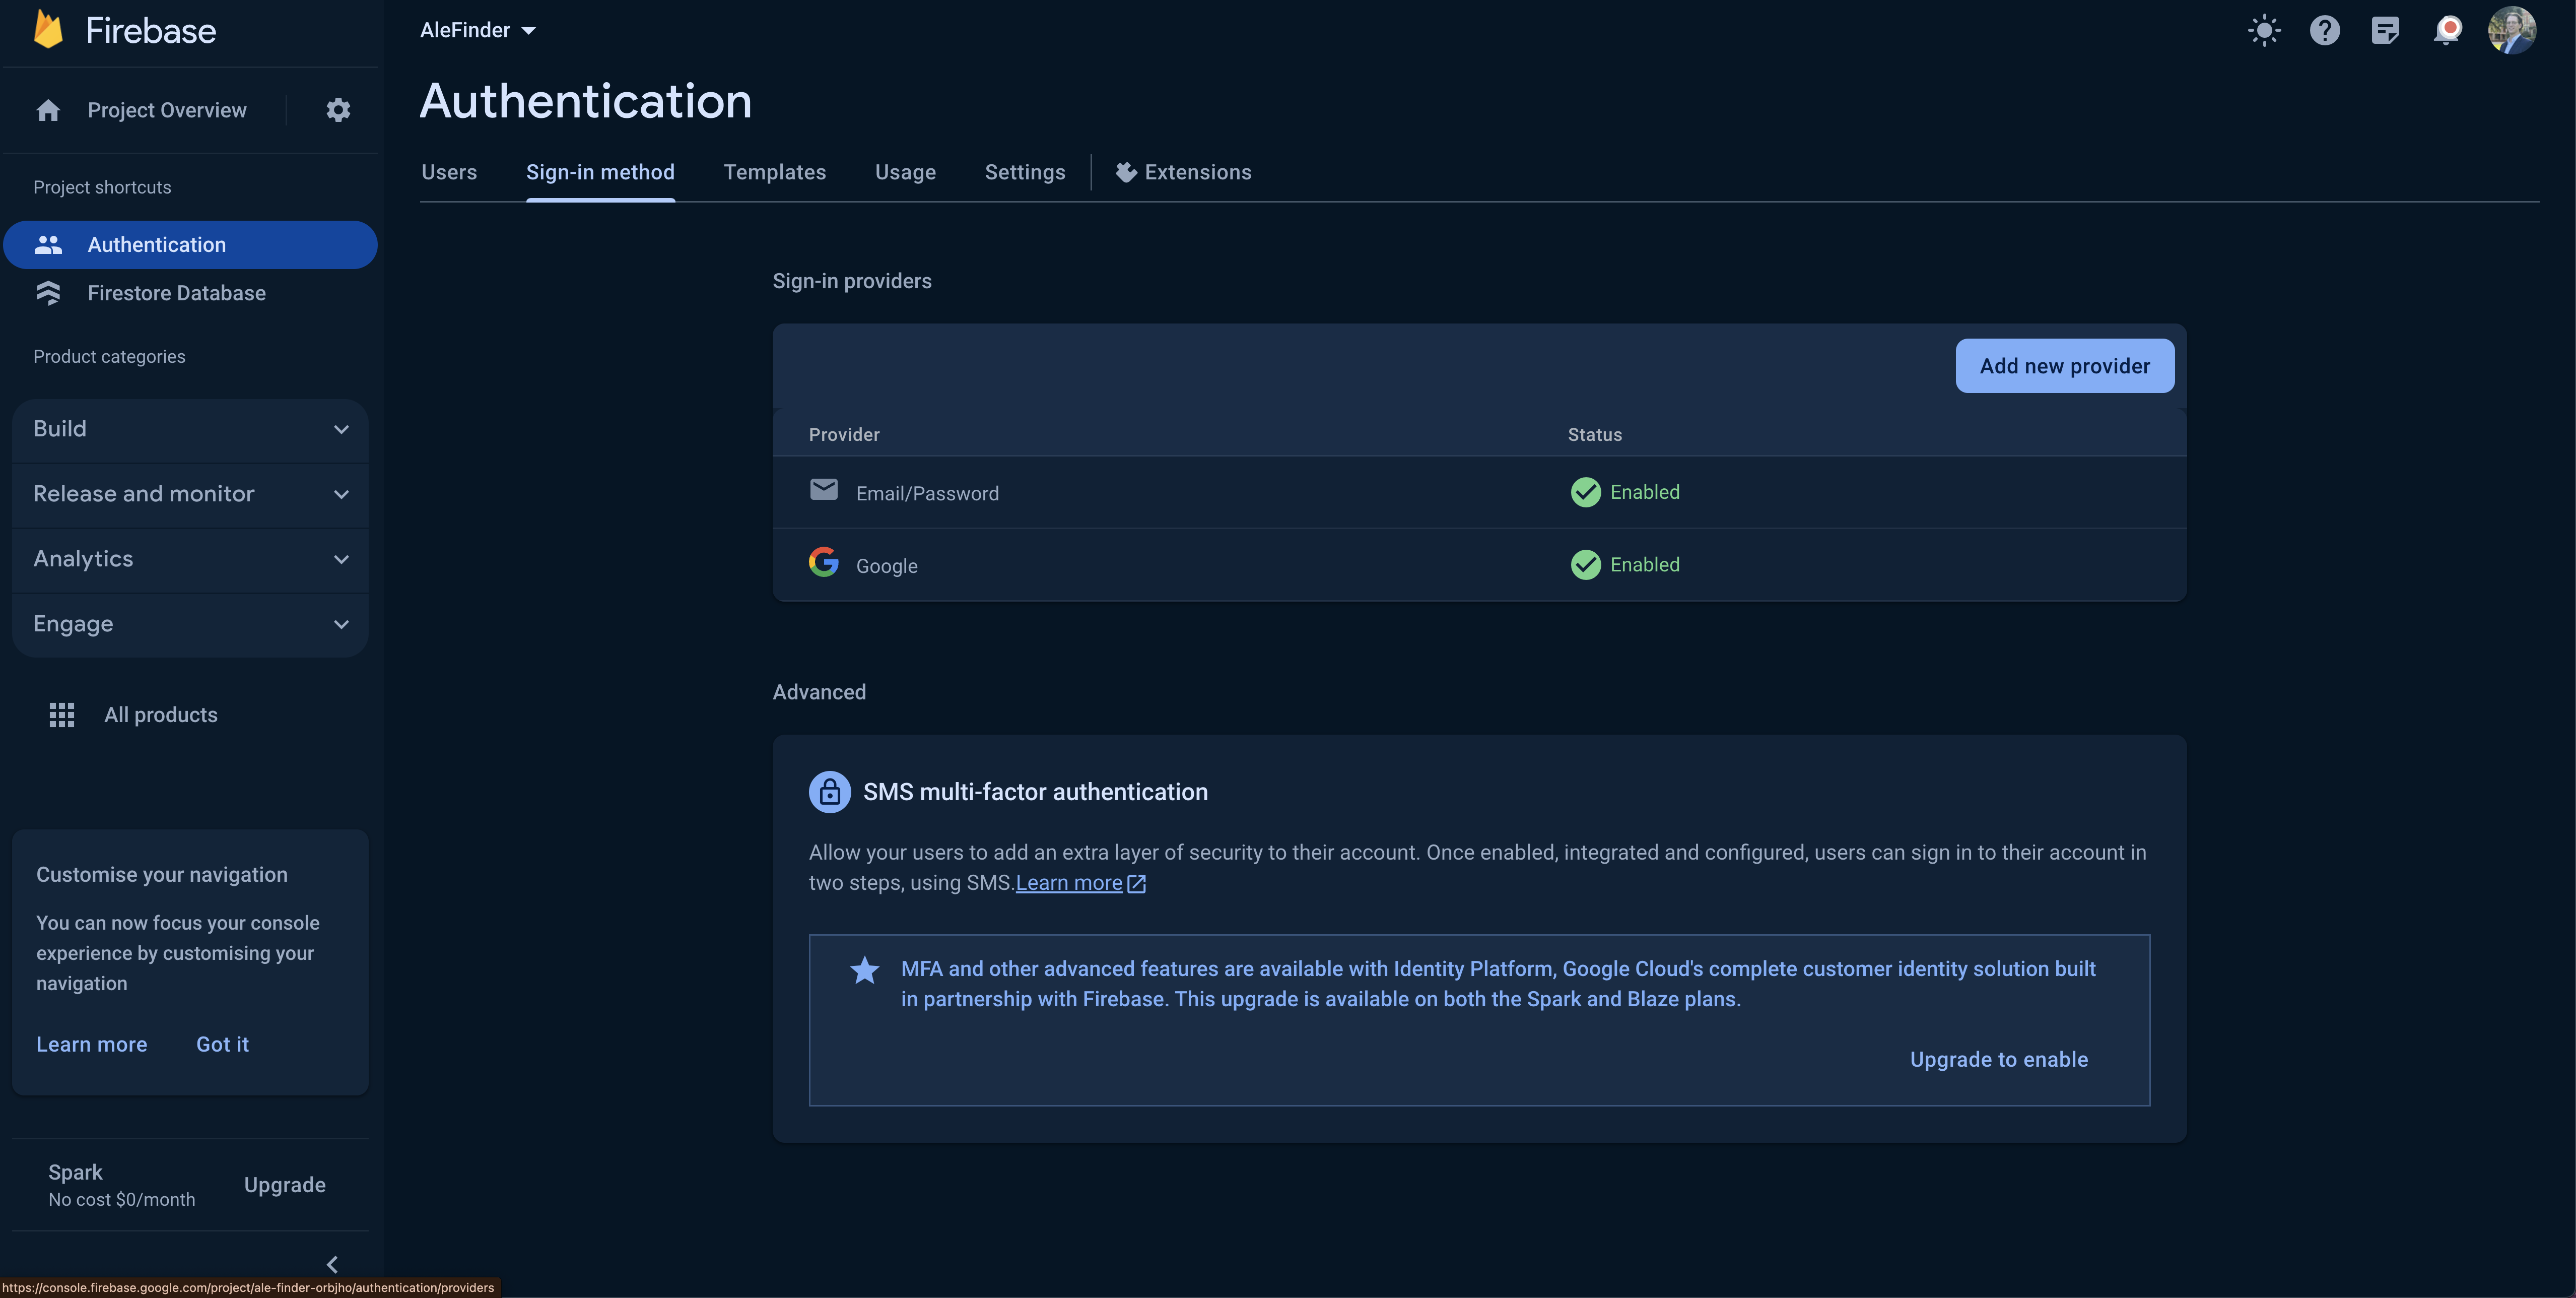 Firebase
AleFinder
Project Overview
Authentication
Users
Sign-in method
Templates
Usage
Settings
Extensions
Project shortcuts
Authentication
Firestore Database
Product categories
Build
Release and monitor
Analytics
Engage
All products
Customise your navigation
You can now focus your console
experience by customising your
navigation
Learn more
Got it
Spark
No cost $0/month
Upgrade
Sign-in providers
Add new provider
Provider
Status
Email/Password
Enabled
Google
Enabled
Advanced
SMS multi-factor authentication
Allow your users to add an extra layer of security to their account. Once enabled, integrated and configured, users can sign in to their account in
two steps, using SMS.Learn more
MFA and other advanced features are available with Identity Platform, Google Cloud's complete customer identity solution built
in partnership with Firebase. This upgrade is available on both the Spark and Blaze plans.
Upgrade to enable
https://console.firebase.google.com/project/ale-finder-orbjho/authentication/providers